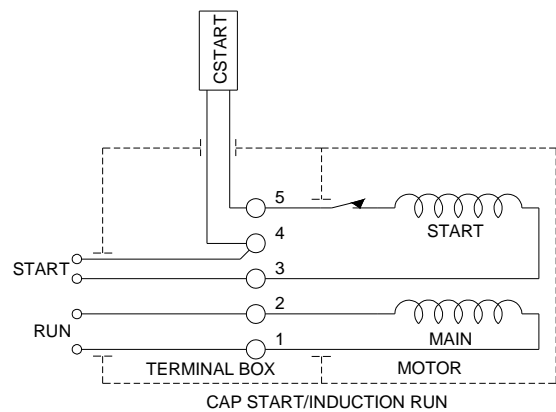 CSTART
5
START
4
START
3
2
RUN
MAIN
1
TERMINAL BOX
MOTOR
CAP START/INDUCTION RUN